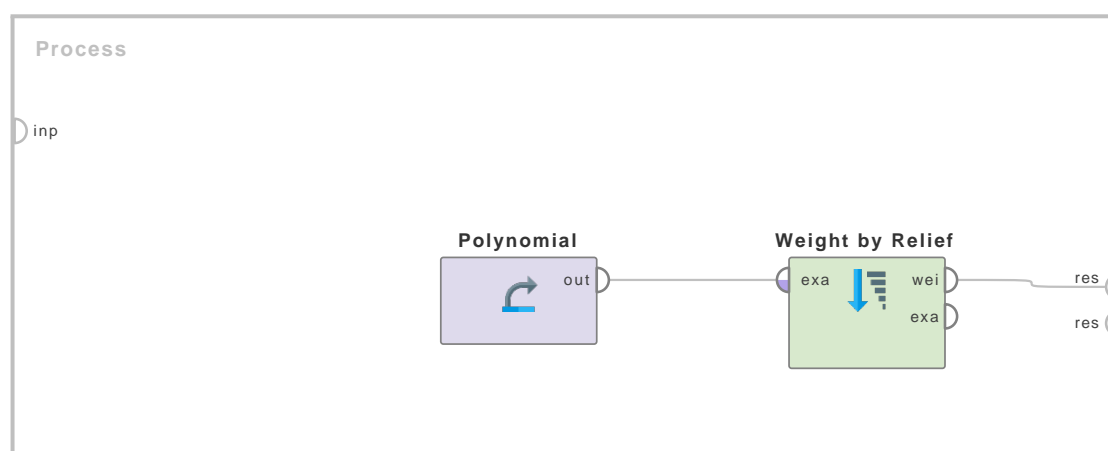 Process
inp
Polynomial
out
Weight by Relief
exa
wei
exa
res
res